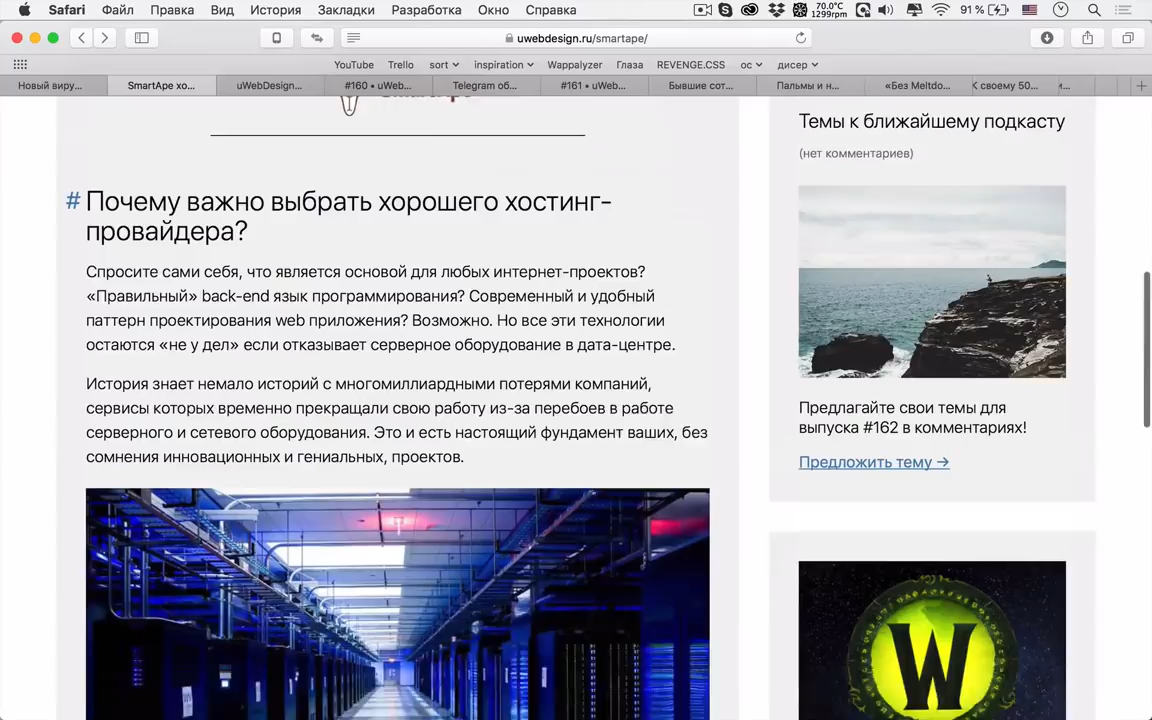 Safari Файл Правка Вид История Закладки Разработка Окно Справка 70.0°C 1299rpm 91 %
uwebdesign.ru/smartape/
YouTube Trello sort inspiration Wappalyzer Глаза REVENGE.CSS ос дисер
Новый виру... SmartApe хо... uWebDesign... #160 • uWeb... Telegram об... #161 • uWeb... Бывшие сот... Пальмы и н... «Без Meltdo... К своему 50...
# Почему важно выбрать хорошего хостинг-
провайдера?
Спросите сами себя, что является основой для любых интернет-проектов?
«Правильный» back-end язык программирования? Современный и удобный
паттерн проектирования web приложения? Возможно. Но все эти технологии
остаются «не у дел» если отказывает серверное оборудование в дата-центре.
История знает немало историй с многомиллиардными потерями компаний,
сервисы которых временно прекращали свою работу из-за перебоев в работе
серверного и сетевого оборудования. Это и есть настоящий фундамент ваших, без
сомнения инновационных и гениальных, проектов.
Темы к ближайшему подкасту
(нет комментариев)
Предлагайте свои темы для
выпуска #162 в комментариях!
Предложить тему →
W